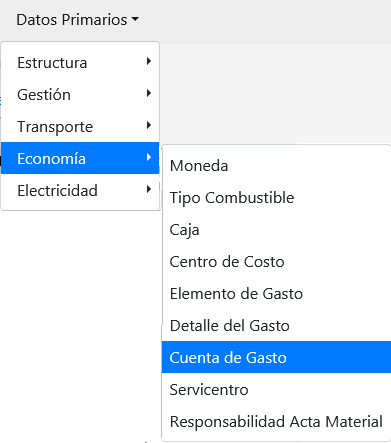 Datos Primarios
Estructura
Gestión
Transporte
Economía
Electricidad
Moneda
Tipo Combustible
Caja
Centro de Costo
Elemento de Gasto
Detalle del Gasto
Cuenta de Gasto
Servicentro
Responsabilidad Acta Material